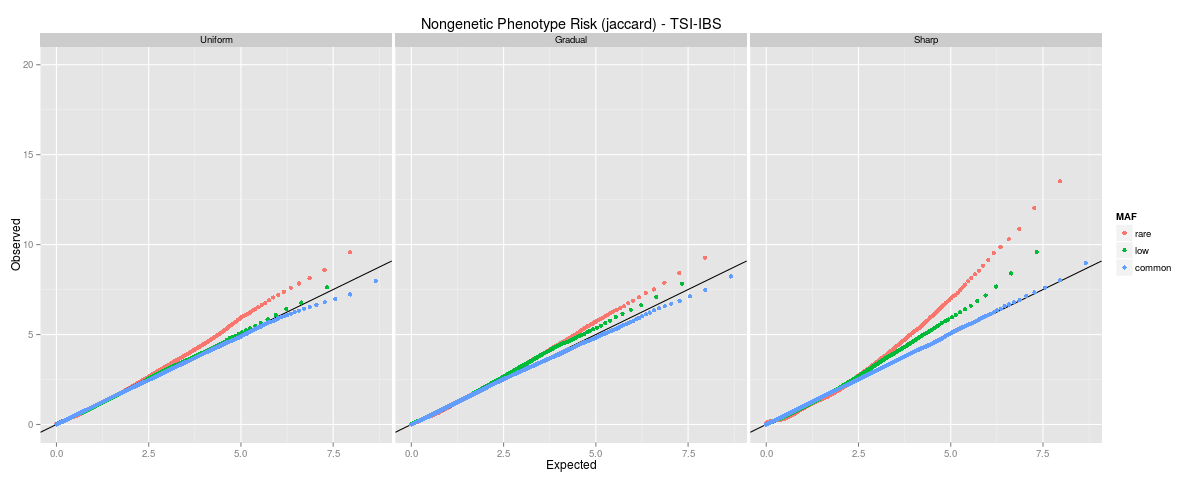 Nongenetic Phenotype Risk (jaccard) - TSI-IBS
Uniform
Gradual
Sharp
20
15
10
5
0
Observed
0.0
2.5
5.0
7.5
0.0
2.5
5.0
7.5
0.0
2.5
5.0
7.5
Expected
MAF
rare
low
common